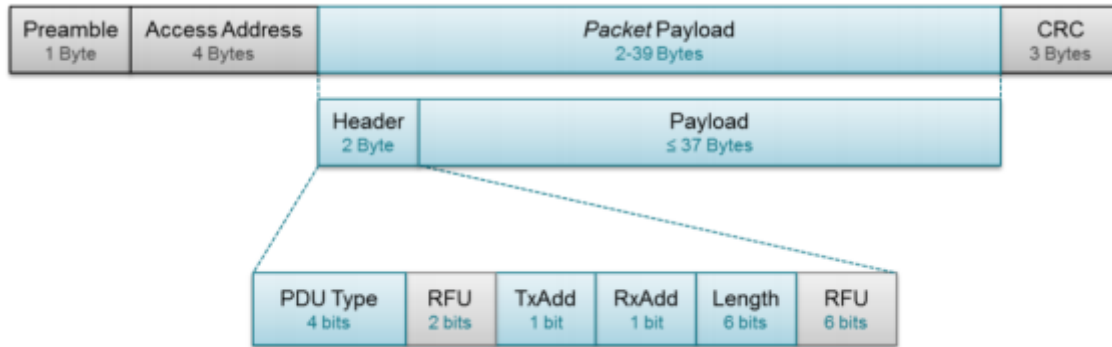 Preamble
1 Byte
Access Address
4 Bytes
Packet Payload
2-39 Bytes
CRC
3 Bytes
Header
2 Byte
Payload
≤ 37 Bytes
PDU Type
4 bits
RFU
2 bits
TxAdd
1 bit
RxAdd
1 bit
Length
6 bits
RFU
6 bits